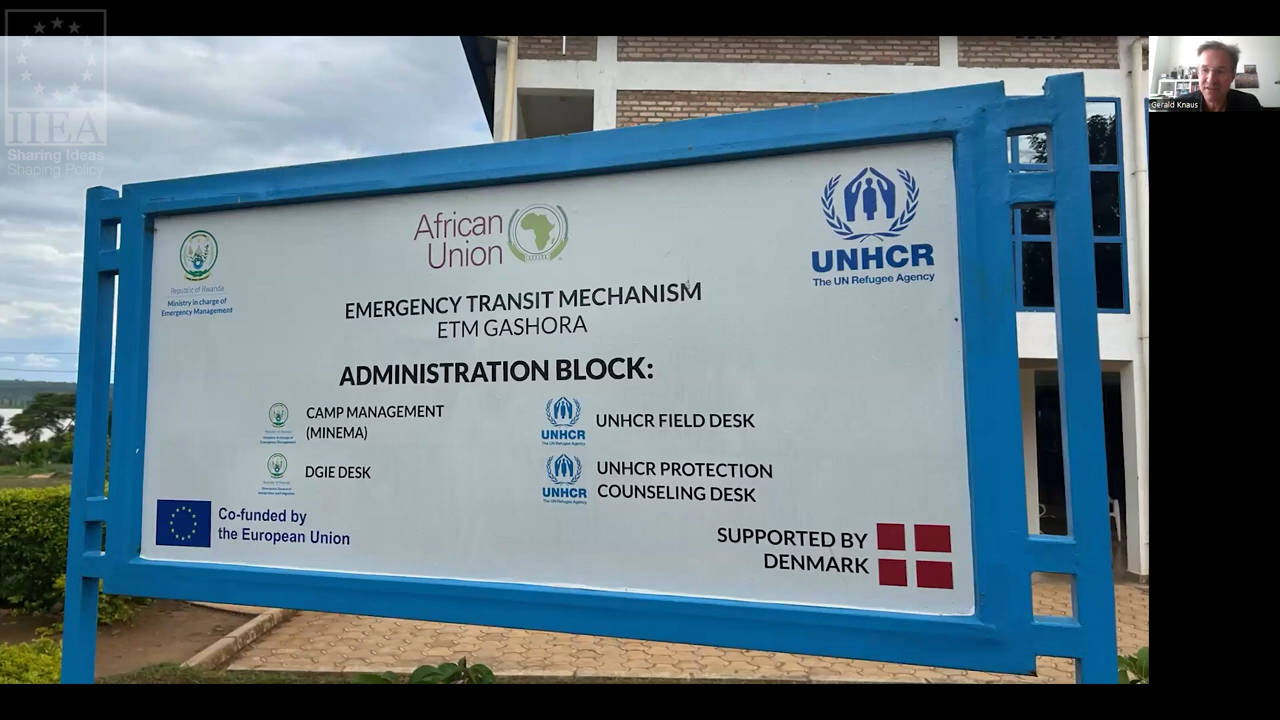 IIEA
Sharing Ideas
Shaping Policy
Gerald Knaus
African
Union
UNHCR
The UN Refugee Agency
Republic of Rwanda
Ministry in charge of
Emergency Management
EMERGENCY TRANSIT MECHANISM
ETM GASHORA
ADMINISTRATION BLOCK:
CAMP MANAGEMENT
(MINEMA)
UNHCR
UNHCR FIELD DESK
DGIE DESK
UNHCR
UNHCR PROTECTION
COUNSELING DESK
Co-funded by
the European Union
SUPPORTED BY
DENMARK